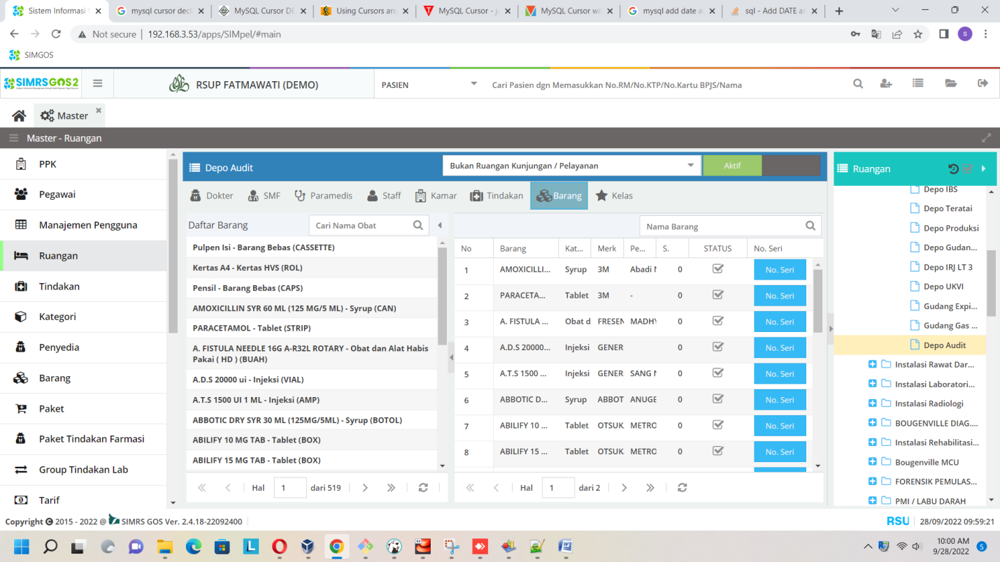 Sistem Informasi
mysql cursor decl
MySQL Cursor DE
Using Cursors an
MySQL Cursor - j
MySQL Cursor wi
mysql add date a
sql - Add DATE a
Not secure | 192.168.3.53/apps/SIMpel/#main
S
SIMGOS
SIMRSGOS2
RSUP FATMAWATI (DEMO)
PASIEN
Cari Pasien dgn Memasukkan No.RM/No.KTP/No.Kartu BPJS/Nama
Master
Master - Ruangan
PPK
Pegawai
Manajemen Pengguna
Ruangan
Tindakan
Kategori
Penyedia
Barang
Paket
Paket Tindakan Farmasi
Group Tindakan Lab
Tarif
Depo Audit
Bukan Ruangan Kunjungan / Pelayanan
Aktif
Dokter SMF Paramedis Staff Kamar Tindakan Barang Kelas
Daftar Barang
Cari Nama Obat
Pulpen Isi - Barang Bebas (CASSETTE)
Kertas A4 - Kertas HVS (ROL)
Pensil - Barang Bebas (CAPS)
AMOXICILLIN SYR 60 ML (125 MG/5 ML) - Syrup (CAN)
PARACETAMOL - Tablet (STRIP)
A. FISTULA NEEDLE 16G A-R32L ROTARY - Obat dan Alat Habis
Pakai ( HD ) (BUAH)
A.D.S 20000 ui - Injeksi (VIAL)
A.T.S 1500 UI 1 ML - Injeksi (AMP)
ABBOTIC DRY SYR 30 ML (125MG/5ML) - Syrup (BOTOL)
ABILIFY 10 MG TAB - Tablet (BOX)
ABILIFY 15 MG TAB - Tablet (BOX)
Hal 1 dari 519
Nama Barang
No Barang Kat... Merk Pe... S. STATUS No. Seri
1 AMOXICILLI... Syrup 3M Abadi 0 No. Seri
2 PARACETA... Tablet 3M - 0 No. Seri
3 A. FISTULA ... Obat d FRESEN MADHY 0 No. Seri
4 A.D.S 20000... Injeksi GENER 0 No. Seri
5 A.T.S 1500 ... Injeksi GENER SANG 0 No. Seri
6 ABBOTIC D... Syrup ABBOT ANUGE 0 No. Seri
7 ABILIFY 10 ... Tablet OTSUK METRO 0 No. Seri
8 ABILIFY 15 ... Tablet OTSUK METRO 0 No. Seri
Hal 1 dari 2
Ruangan
Depo IBS
Depo Teratai
Depo Produksi
Depo Gudan...
Depo IRJ LT 3
Depo UKVI
Gudang Expi...
Gudang Gas ...
Depo Audit
Instalasi Rawat Dar...
Instalasi Laboratori...
Instalasi Radiologi
BOUGENVILLE DIAG....
Instalasi Rehabilitasi...
Bougenville MCU
FORENSIK PEMULAS...
PMI / LABU DARAH
Copyright © 2015 - 2022 @ SIMRS GOS Ver. 2.4.18-22092400
RSU 28/09/2022 09:59:21
10:00 AM
9/28/2022
5